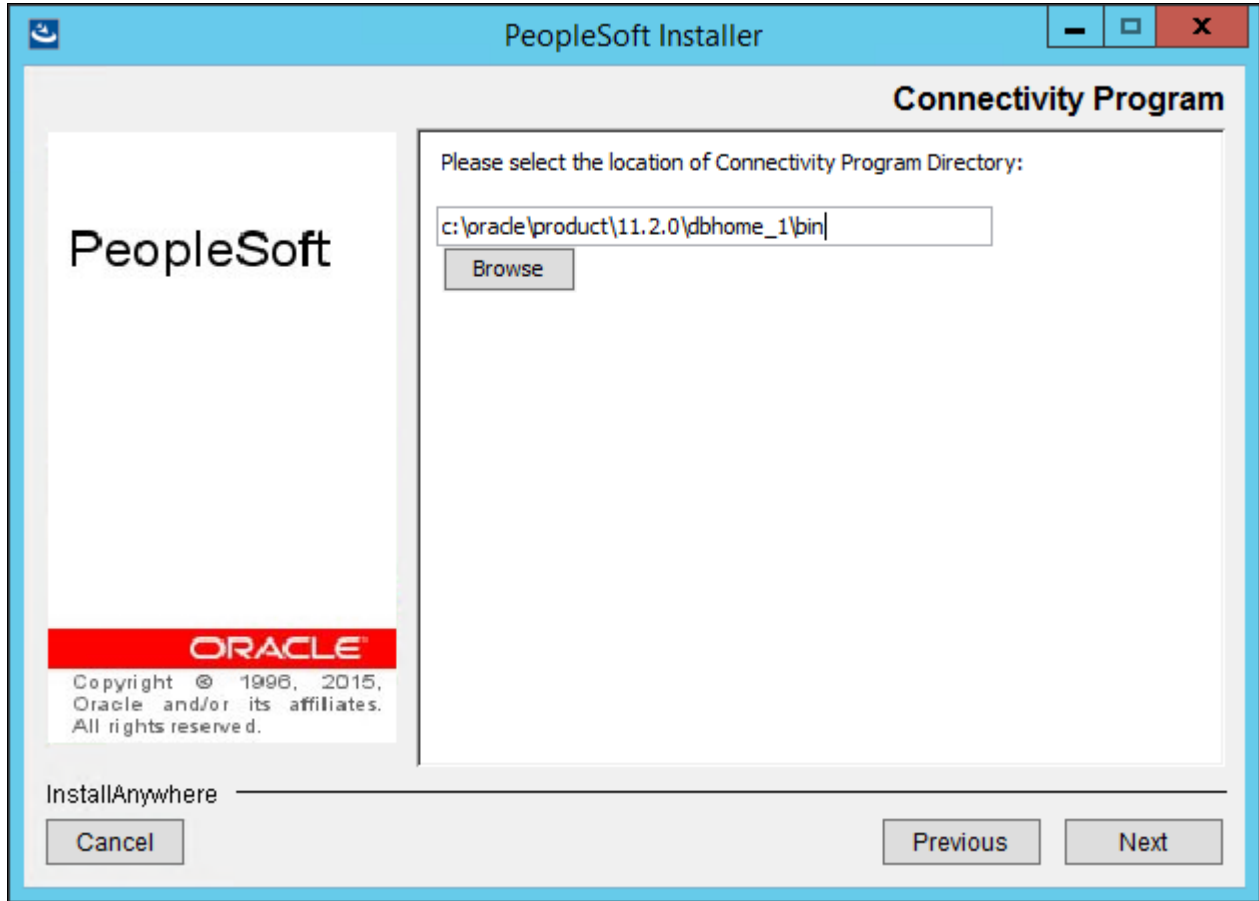 PeopleSoft Installer
Connectivity Program
Please select the location of Connectivity Program Directory:
c:\oracle\product\11.2.0\dbhome_1\bin
Browse
PeopleSoft
ORACLE™
Copyright © 1996, 2015,
Oracle and/or its affiliates.
All rights reserved.
InstallAnywhere
Cancel
Previous
Next